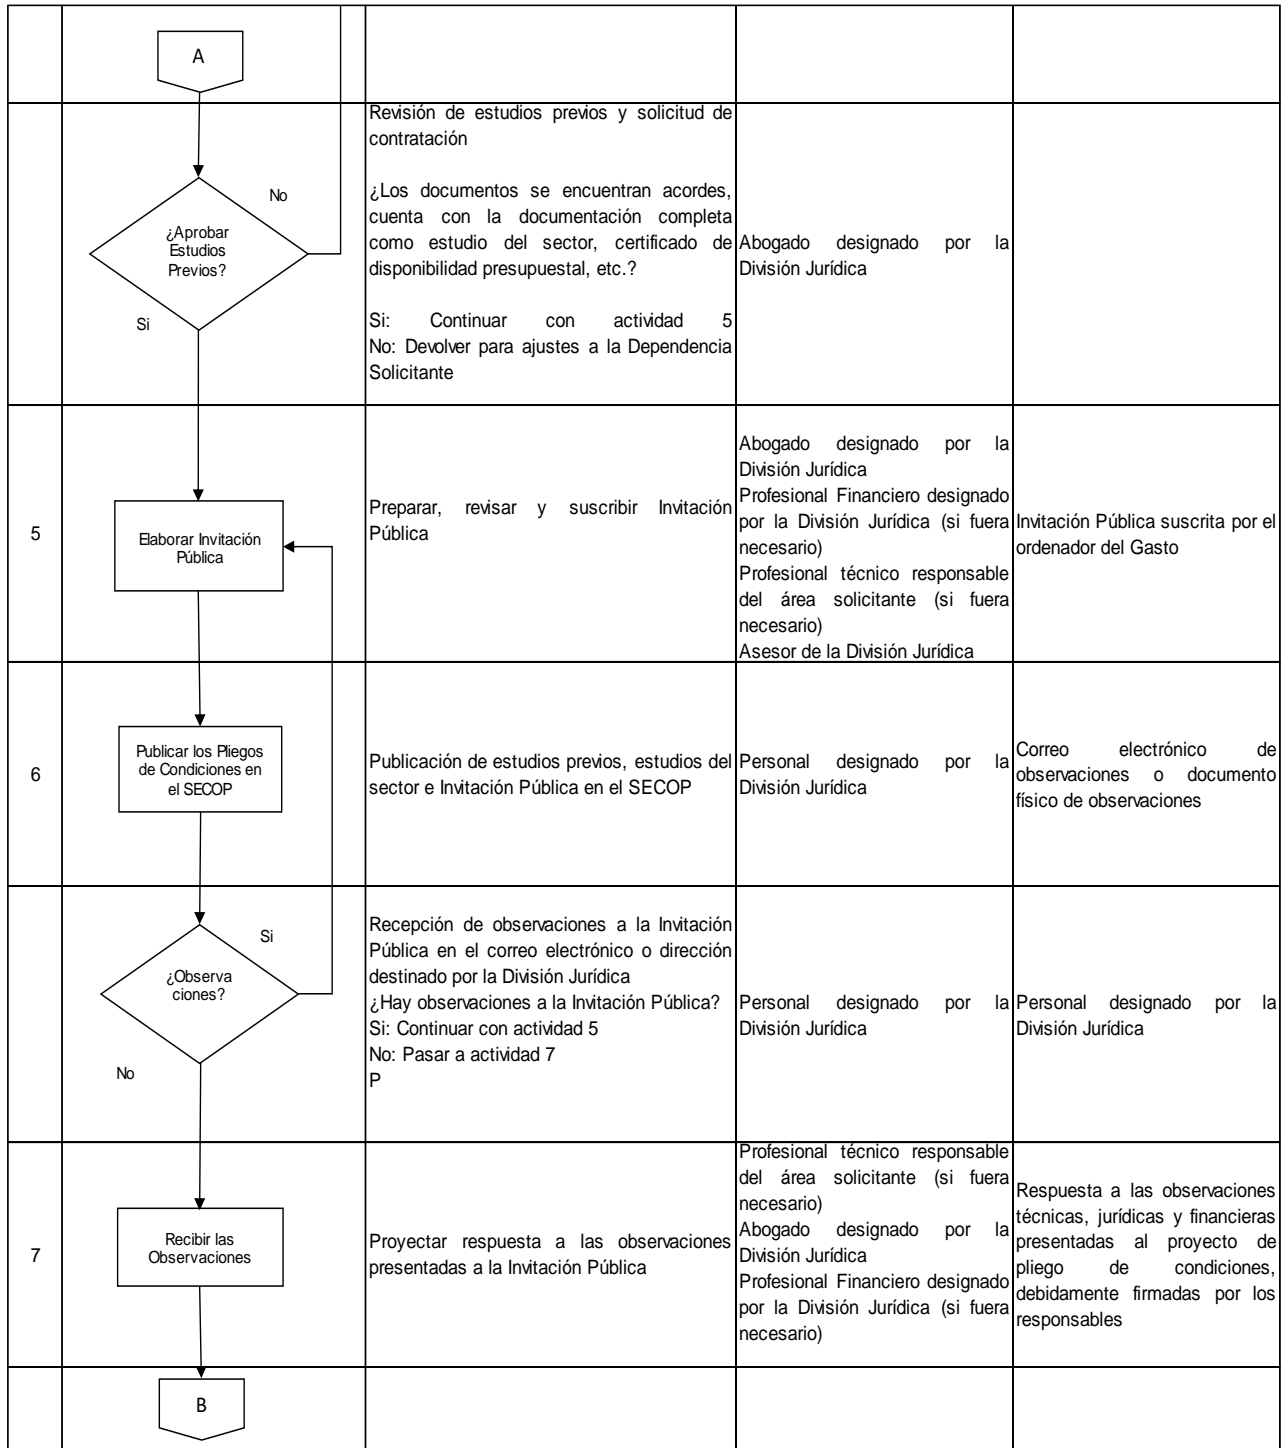 A
No
¿Aprobar
Estudios
Previos?
Si
Revisión de estudios previos y solicitud de
contratación
¿Los documentos se encuentran acordes,
cuenta con la documentación completa
como estudio del sector, certificado de
disponibilidad presupuestal, etc.?
Si: Continuar con actividad 5
No: Devolver para ajustes a la Dependencia
Solicitante
Abogado designado por la
División Jurídica
5
Elaborar Invitación
Pública
Preparar, revisar y suscribir Invitación
Pública
Abogado designado por la
División Jurídica
Profesional Financiero designado
por la División Jurídica (si fuera
necesario)
Profesional técnico responsable
del área solicitante (si fuera
necesario)
Asesor de la División Jurídica
Invitación Pública suscrita por el
ordenador del Gasto
6
Publicar los Pliegos
de Condiciones en
el SECOP
Publicación de estudios previos, estudios del
sector e Invitación Pública en el SECOP
Personal designado por la
División Jurídica
Correo electrónico de
observaciones o documento
físico de observaciones
Si
¿Observa
ciones?
No
Recepción de observaciones a la Invitación
Pública en el correo electrónico o dirección
destinado por la División Jurídica
¿Hay observaciones a la Invitación Pública?
Si: Continuar con actividad 5
No: Pasar a actividad 7
P
Personal designado por la
División Jurídica
Personal designado por la
División Jurídica
7
Recibir las
Observaciones
Proyectar respuesta a las observaciones
presentadas a la Invitación Pública
Profesional técnico responsable
del área solicitante (si fuera
necesario)
Abogado designado por la
División Jurídica
Profesional Financiero designado
por la División Jurídica (si fuera
necesario)
Respuesta a las observaciones
técnicas, jurídicas y financieras
presentadas al proyecto de
pliego de condiciones,
debidamente firmadas por los
responsables
B